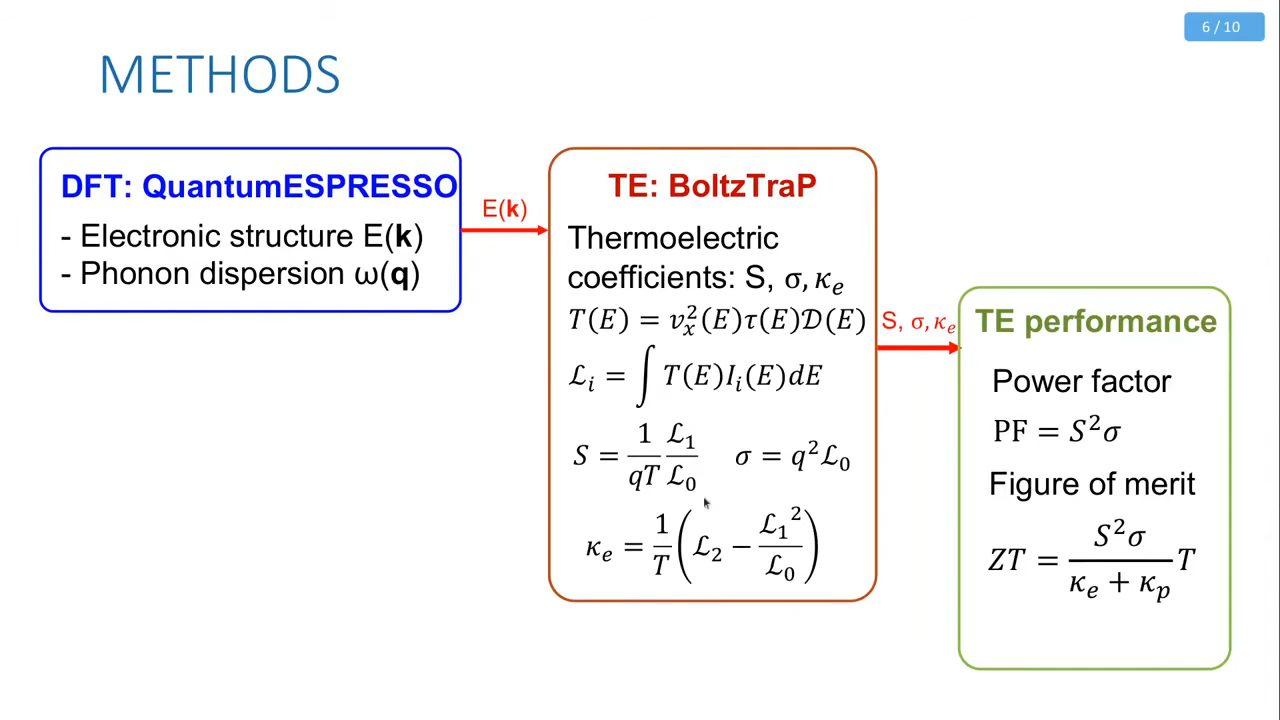 6 / 10
METHODS
DFT: QuantumESPRESSO
- Electronic structure E(k)
- Phonon dispersion ω(q)
E(k)
TE: BoltzTraP
Thermoelectric
coefficients: S, σ, κₑ
T(E) = vₓ²(E)τ(E)𝒟(E)
ℒᵢ = ∫ T(E)Iᵢ(E)dE
S = 1/qT ℒ₁/ℒ₀ σ = q²ℒ₀
κₑ = 1/T (ℒ₂ − ℒ₁²/ℒ₀)
S, σ, κₑ
TE performance
Power factor
PF = S²σ
Figure of merit
ZT = S²σ/(κₑ + κₚ) T